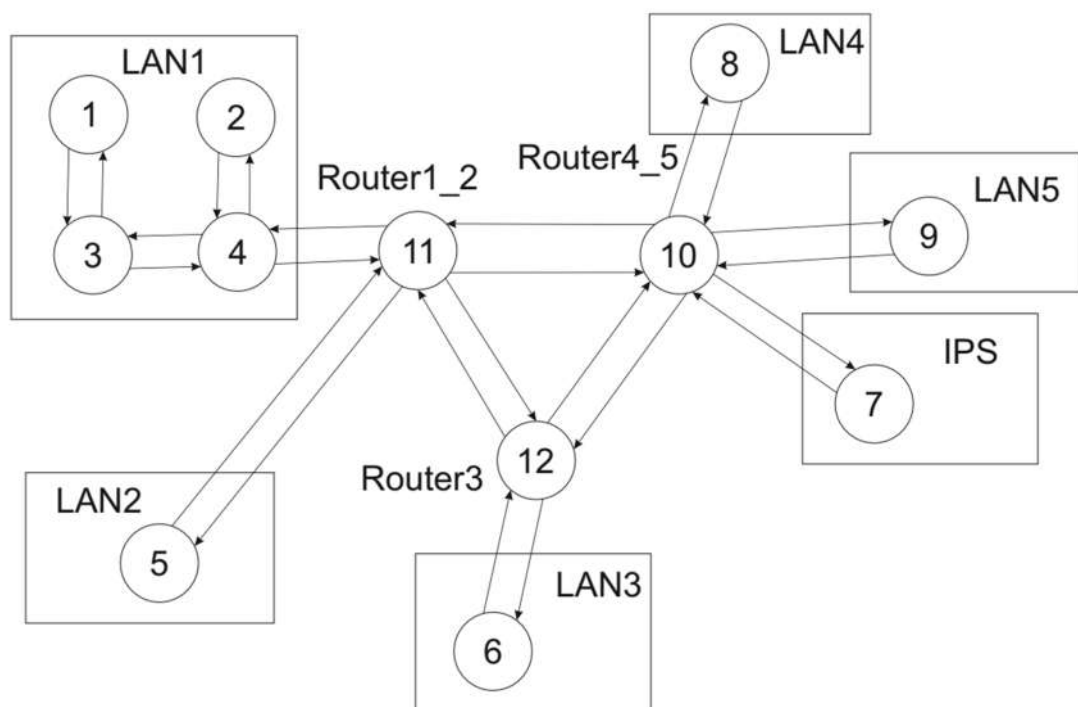 LAN1
1
2
3
4
Router1_2
11
Router4_5
10
LAN4
8
LAN5
9
IPS
7
Router3
12
LAN2
5
LAN3
6